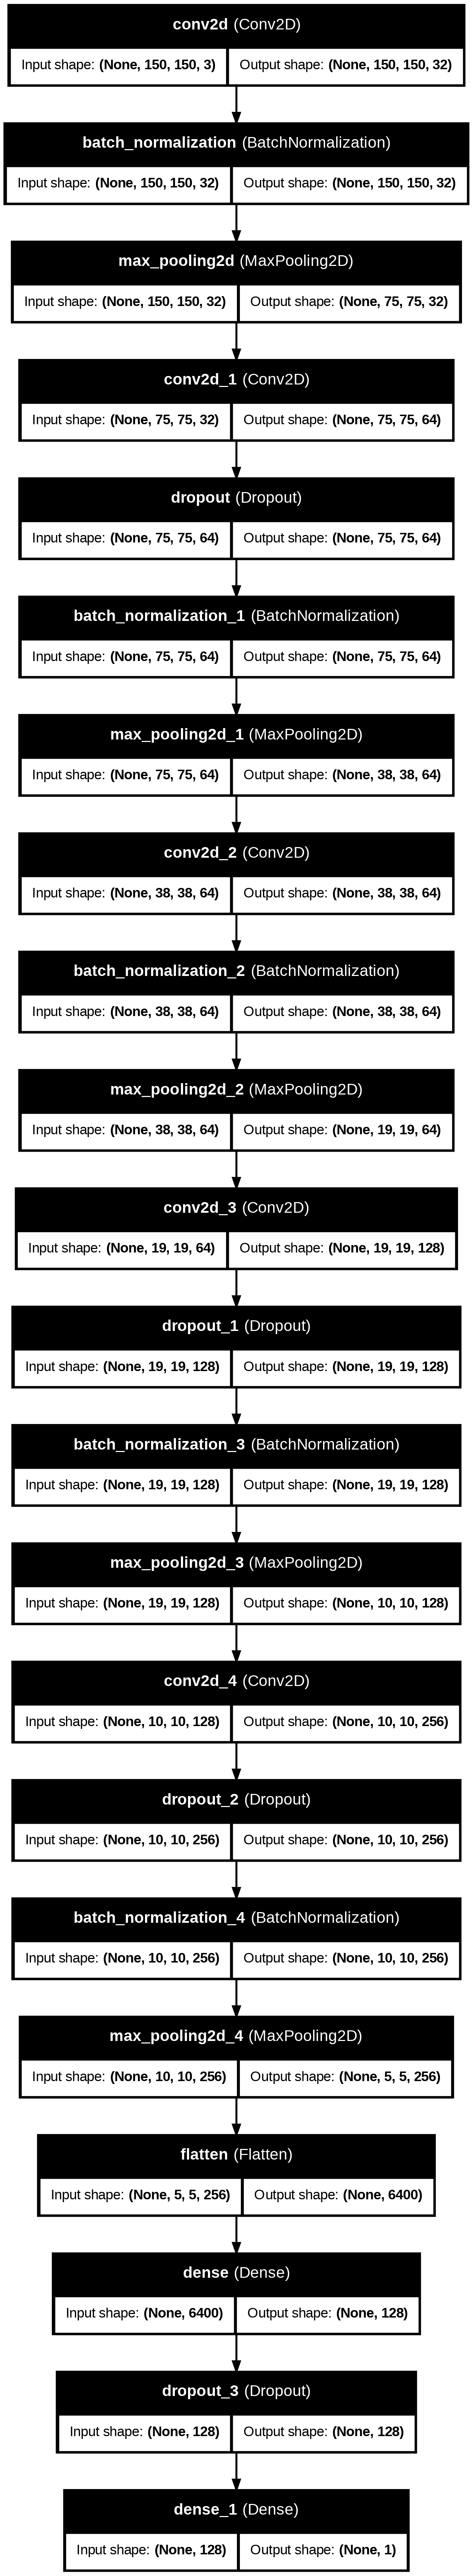 conv2d (Conv2D)
Input shape: (None, 150, 150, 3) Output shape: (None, 150, 150, 32)
batch_normalization (BatchNormalization)
Input shape: (None, 150, 150, 32) Output shape: (None, 150, 150, 32)
max_pooling2d (MaxPooling2D)
Input shape: (None, 150, 150, 32) Output shape: (None, 75, 75, 32)
conv2d_1 (Conv2D)
Input shape: (None, 75, 75, 32) Output shape: (None, 75, 75, 64)
dropout (Dropout)
Input shape: (None, 75, 75, 64) Output shape: (None, 75, 75, 64)
batch_normalization_1 (BatchNormalization)
Input shape: (None, 75, 75, 64) Output shape: (None, 75, 75, 64)
max_pooling2d_1 (MaxPooling2D)
Input shape: (None, 75, 75, 64) Output shape: (None, 38, 38, 64)
conv2d_2 (Conv2D)
Input shape: (None, 38, 38, 64) Output shape: (None, 38, 38, 64)
batch_normalization_2 (BatchNormalization)
Input shape: (None, 38, 38, 64) Output shape: (None, 38, 38, 64)
max_pooling2d_2 (MaxPooling2D)
Input shape: (None, 38, 38, 64) Output shape: (None, 19, 19, 64)
conv2d_3 (Conv2D)
Input shape: (None, 19, 19, 64) Output shape: (None, 19, 19, 128)
dropout_1 (Dropout)
Input shape: (None, 19, 19, 128) Output shape: (None, 19, 19, 128)
batch_normalization_3 (BatchNormalization)
Input shape: (None, 19, 19, 128) Output shape: (None, 19, 19, 128)
max_pooling2d_3 (MaxPooling2D)
Input shape: (None, 19, 19, 128) Output shape: (None, 10, 10, 128)
conv2d_4 (Conv2D)
Input shape: (None, 10, 10, 128) Output shape: (None, 10, 10, 256)
dropout_2 (Dropout)
Input shape: (None, 10, 10, 256) Output shape: (None, 10, 10, 256)
batch_normalization_4 (BatchNormalization)
Input shape: (None, 10, 10, 256) Output shape: (None, 10, 10, 256)
max_pooling2d_4 (MaxPooling2D)
Input shape: (None, 10, 10, 256) Output shape: (None, 5, 5, 256)
flatten (Flatten)
Input shape: (None, 5, 5, 256) Output shape: (None, 6400)
dense (Dense)
Input shape: (None, 6400) Output shape: (None, 128)
dropout_3 (Dropout)
Input shape: (None, 128) Output shape: (None, 128)
dense_1 (Dense)
Input shape: (None, 128) Output shape: (None, 1)